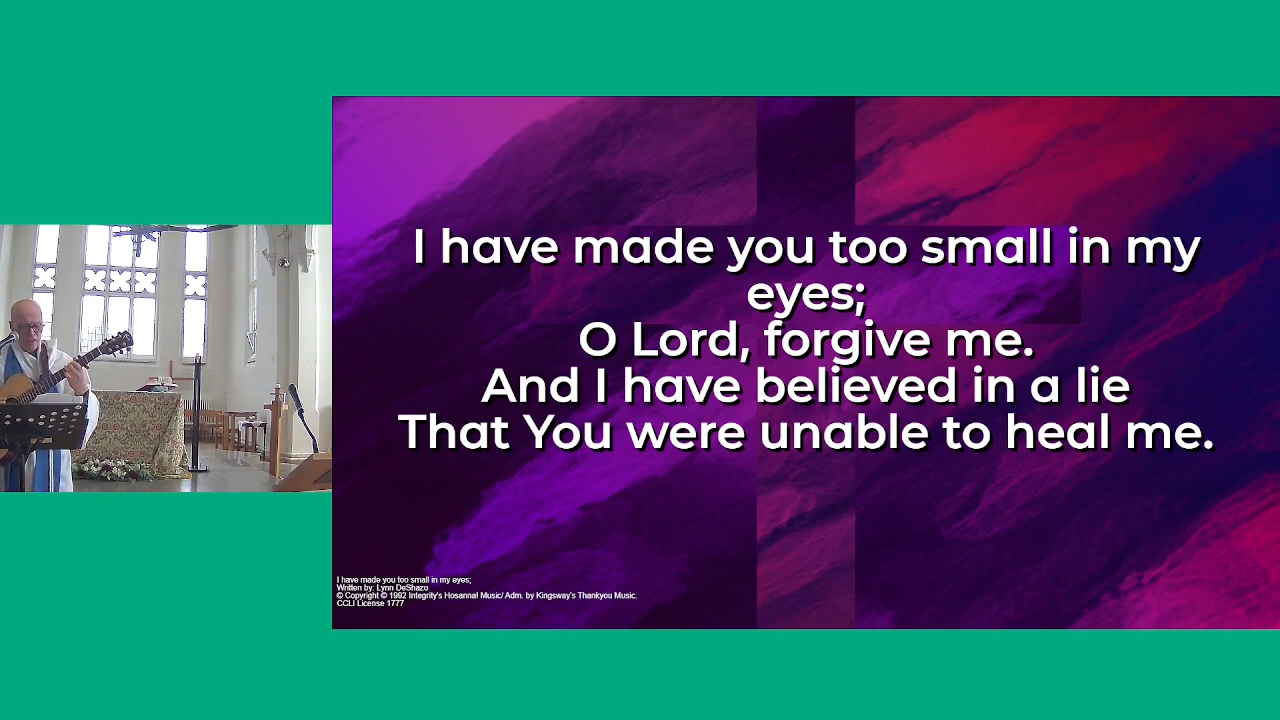 I have made you too small in my
eyes;
O Lord, forgive me.
And I have believed in a lie
That You were unable to heal me.
I have made you too small in my eyes;
Written by: Lynn DeShazo
© Copyright © 1992 Integrity's Hosanna! Music/ Adm. by Kingsway's Thankyou Music.
CCLI License 1777